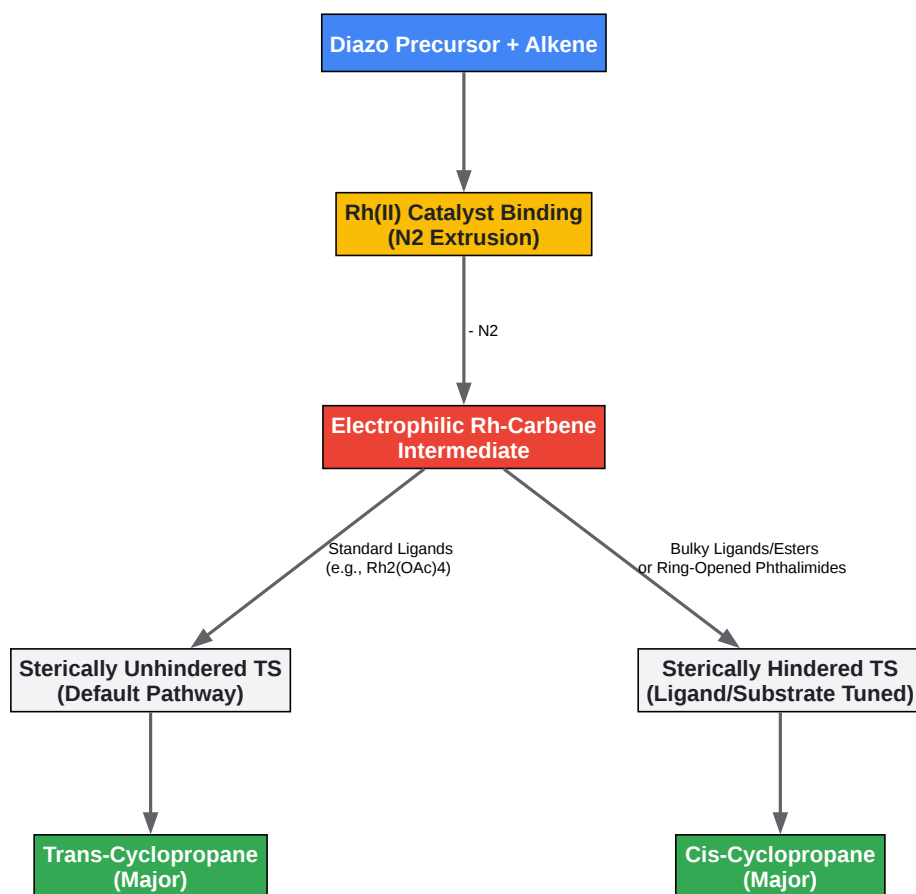 Diazo Precursor + Alkene
Rh(II) Catalyst Binding
(N2 Extrusion)
- N2
Electrophilic Rh-Carbene
Intermediate
Standard Ligands
(e.g., Rh2(OAc)4)
Bulky Ligands/Esters
or Ring-Opened Phthalimides
Sterically Unhindered TS
(Default Pathway)
Sterically Hindered TS
(Ligand/Substrate Tuned)
Trans-Cyclopropane
(Major)
Cis-Cyclopropane
(Major)